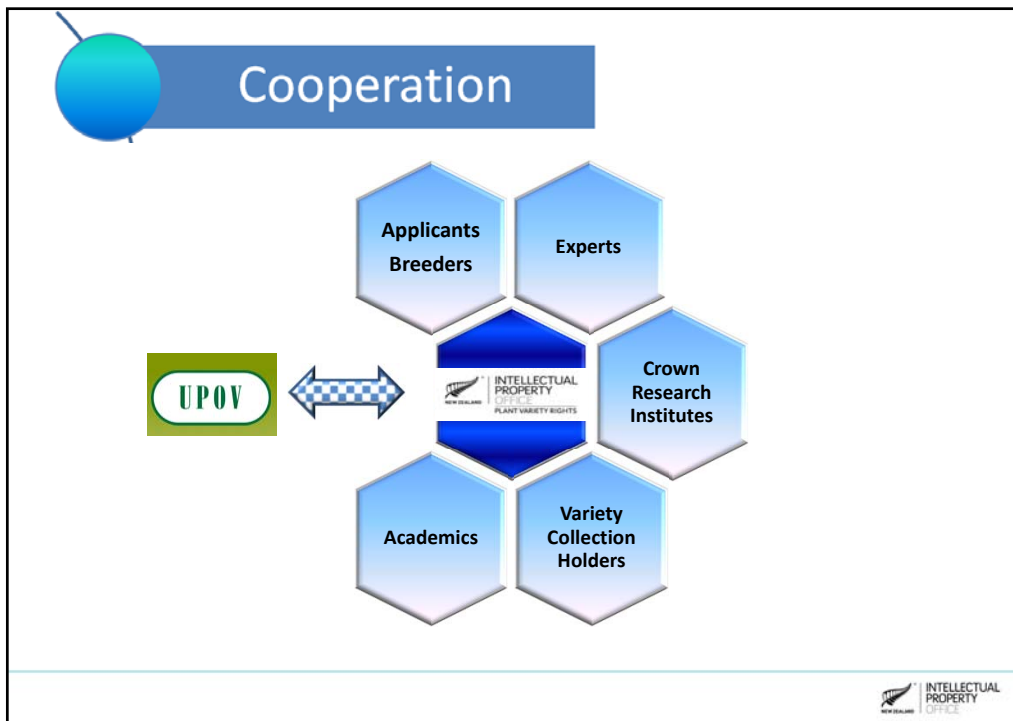 Cooperation
Applicants
Breeders
Experts
UPOV
NEW ZEALAND
INTELLECTUAL
PROPERTY
OFFICE
PLANT VARIETY RIGHTS
Crown
Research
Institutes
Academics
Variety
Collection
Holders
NEW ZEALAND
INTELLECTUAL
PROPERTY
OFFICE